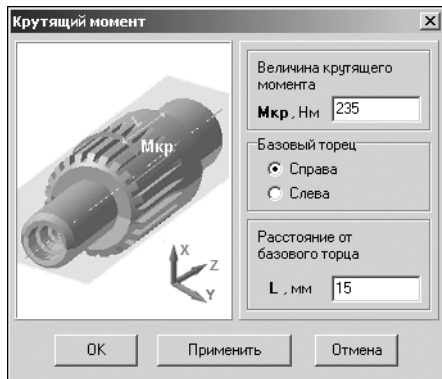 Крутящий момент
Величина крутящего
момента
Мкр, Нм 235
Базовый торец
Справа
Слева
Расстояние от
базового торца
L, мм 15
L
Мкр
X
Z
Y
OK Применить Отмена